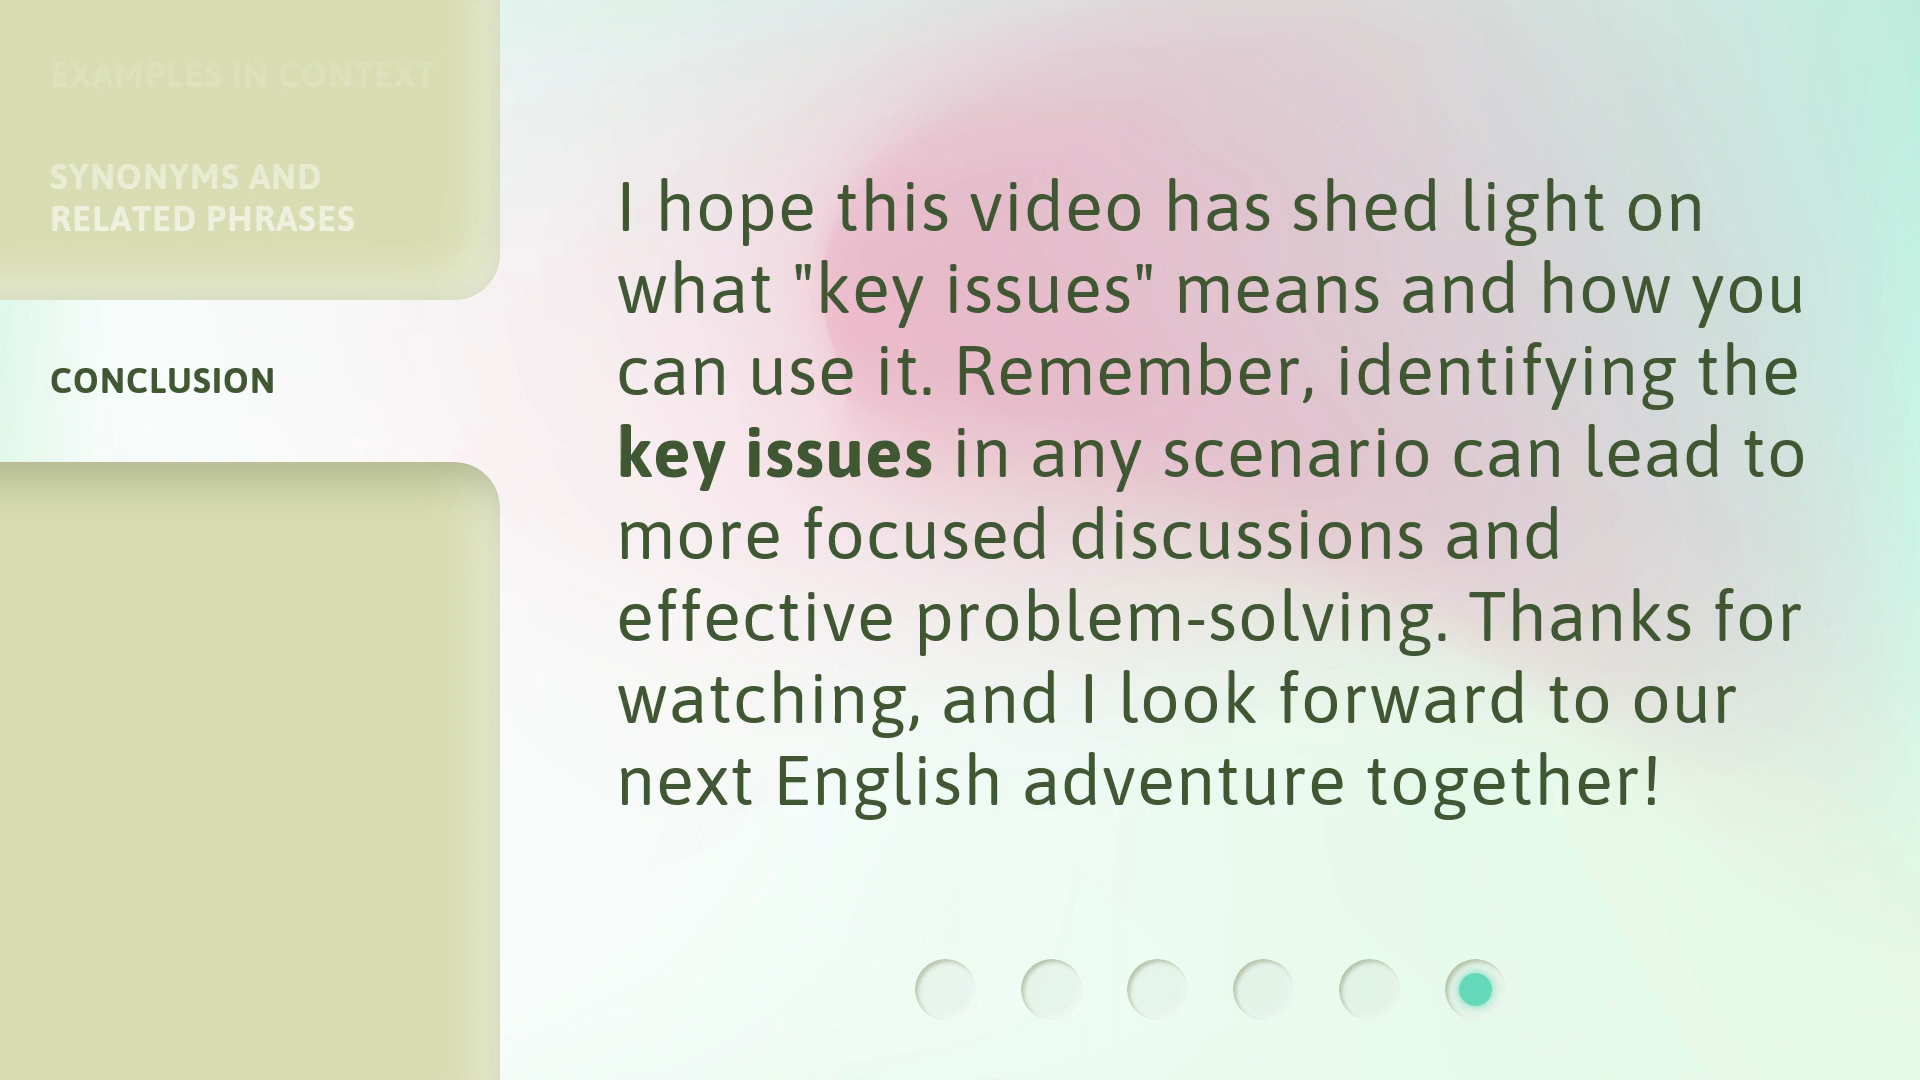 EXAMPLES IN CONTEXT
SYNONYMS AND
RELATED PHRASES
CONCLUSION
I hope this video has shed light on
what "key issues" means and how you
can use it. Remember, identifying the
key issues in any scenario can lead to
more focused discussions and
effective problem-solving. Thanks for
watching, and I look forward to our
next English adventure together!